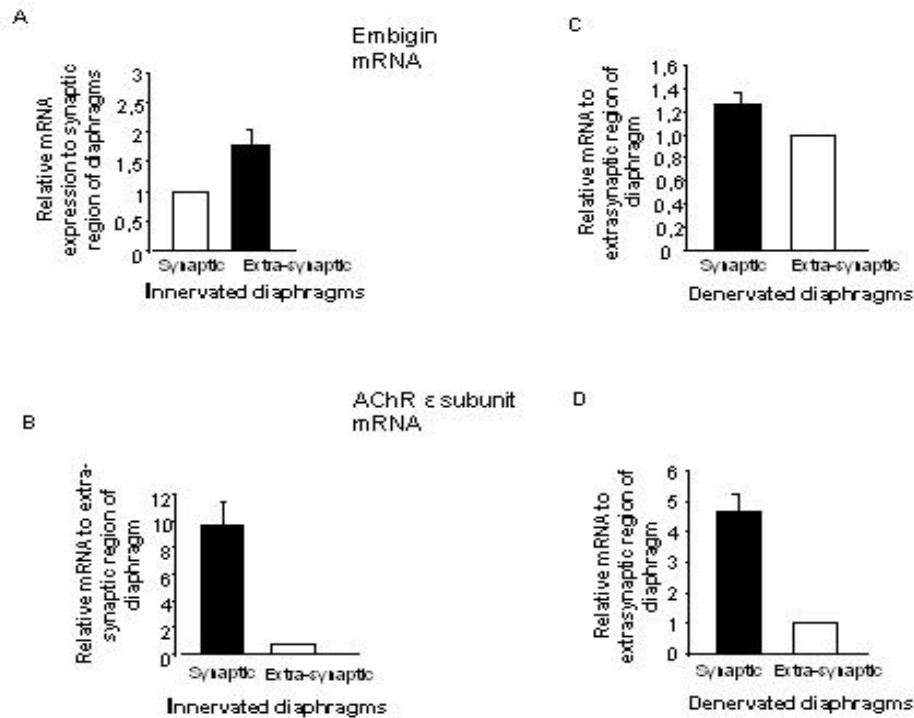 A
Embigin
mRNA
Relative mRNA
expression to synaptic
region of diaphragms
3
2,5
2
1,5
1
0,5
0
Synaptic Extra-synaptic
Innervated diaphragms
C
Relative mRNA to
extrasynaptic region of
diaphragm
1,6
1,4
1,2
1,0
0,8
0,6
0,4
0,2
0
Synaptic Extra-synaptic
Denervated diaphragms
B
AChR ε subunit
mRNA
Relative mRNA to extra-
synaptic region of
diaphragm
12
10
8
6
4
2
0
Synaptic Extra-synaptic
Innervated diaphragms
D
Relative mRNA to
extrasynaptic region of
diaphragm
6
5
4
3
2
1
0
Synaptic Extra-synaptic
Denervated diaphragms